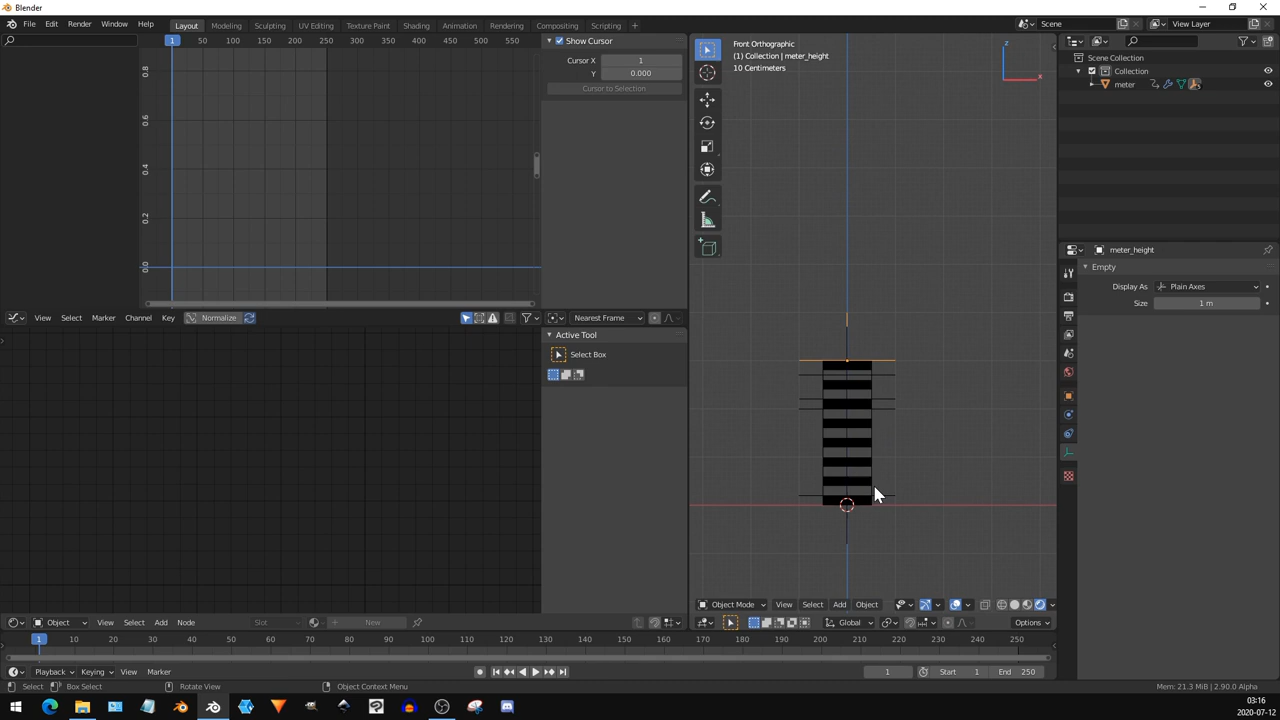 Blender
File Edit Render Window Help
Layout Modeling Sculpting UV Editing Texture Paint Shading Animation Rendering Compositing Scripting +
Scene
View Layer
1 50 100 150 200 250 300 350 400 450 500 550
0.8
0.6
0.4
0.2
0.0
Show Cursor
Cursor X 1
Y 0.000
Cursor to Selection
View Select Marker Channel Key Normalize
Nearest Frame
Active Tool
Select Box
Front Orthographic
(1) Collection | meter_height
10 Centimeters
Z
X
Scene Collection
Collection
meter
meter_height
Empty
Display As Plain Axes
Size 1 m
Object View Select Add Node Slot New
Object Mode View Select Add Object
Global
Options
1 10 20 30 40 50 60 70 80 90 100 110 120 130 140 150 160 170 180 190 200 210 220 230 240 250
Playback Keying View Marker
1 Start 1 End 250
Select Box Select Rotate View Object Context Menu
Mem: 21.3 MiB | 2.90.0 Alpha
03:16
2020-07-12